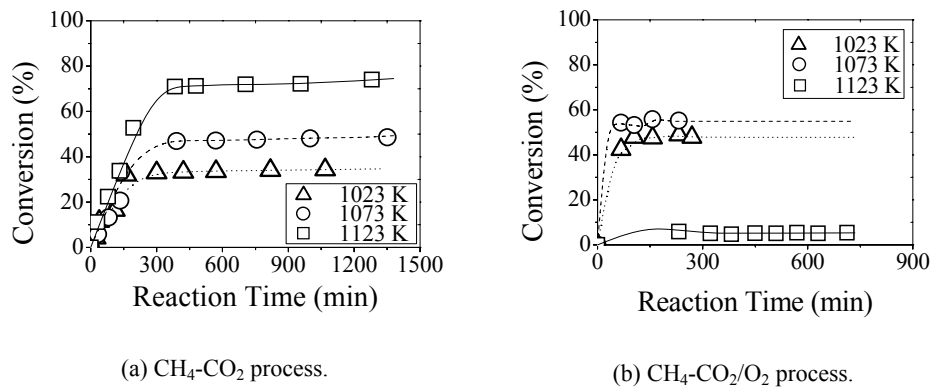 100
80
60
40
20
0
Conversion (%)
1023 K
1073 K
1123 K
0 300 600 900 1200 1500
Reaction Time (min)
(a) CH₄-CO₂ process.
100
80
60
40
20
0
Conversion (%)
1023 K
1073 K
1123 K
0 300 600 900
Reaction Time (min)
(b) CH₄-CO₂/O₂ process.